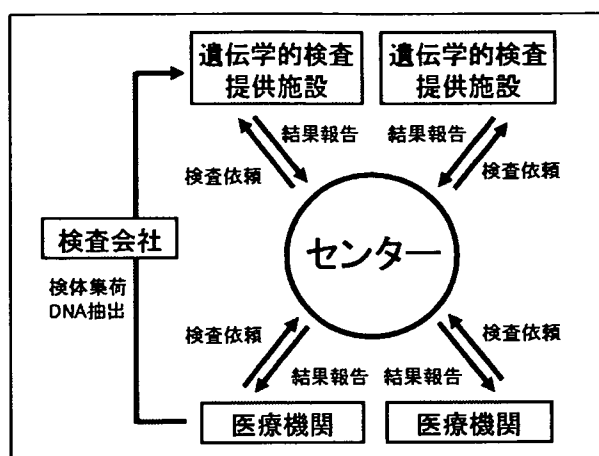 遺伝学的検査
提供施設
遺伝学的検査
提供施設
結果報告
結果報告
検査依頼
検査依頼
検査会社
センター
検体集荷
DNA抽出
検査依頼
検査依頼
結果報告
結果報告
医療機関
医療機関